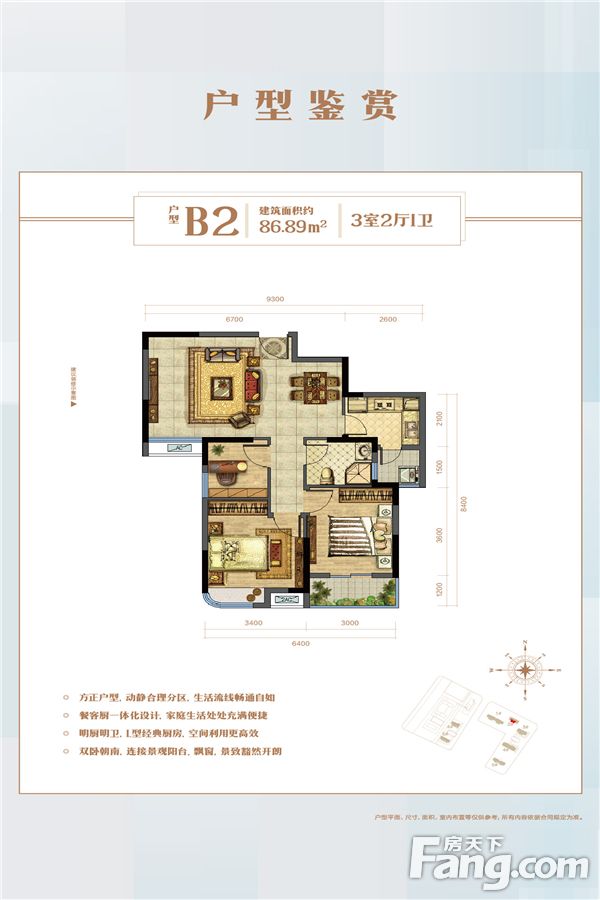 户型鉴赏
户型
B2
建筑面积约
86.89m²
3室2厅1卫
9300
6700
2600
2100
1500
3600
1200
8400
3400
3000
6400
方正户型, 动静合理分区, 生活流线畅通自如
餐客厨一体化设计, 家庭生活处处充满便捷
明厨明卫, L型经典厨房, 空间利用更高效
双卧朝南, 连接景观阳台, 飘窗, 景致豁然开朗
户型平面、尺寸、面积、室内布置等仅供参考, 所有内容依据合同擬定为准。
房天下
Fang.com